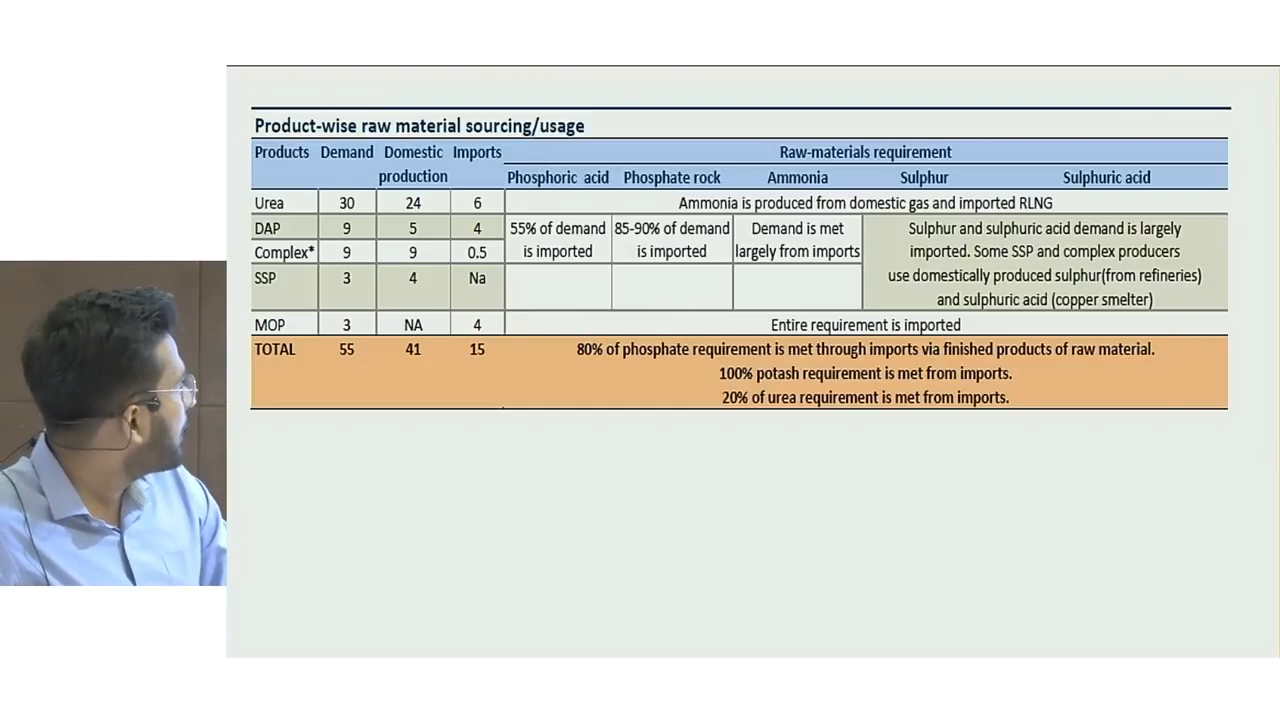 Product-wise raw material sourcing/usage
Products Demand Domestic production Imports Raw-materials requirement
Phosphoric acid Phosphate rock Ammonia Sulphur Sulphuric acid
Urea 30 24 6 Ammonia is produced from domestic gas and imported RLNG
DAP 9 5 4 55% of demand 85-90% of demand Demand is met Sulphur and sulphuric acid demand is largely
Complex* 9 9 0.5 is imported is imported largely from imports imported. Some SSP and complex producers
SSP 3 4 Na use domestically produced sulphur(from refineries)
and sulphuric acid (copper smelter)
MOP 3 NA 4 Entire requirement is imported
TOTAL 55 41 15 80% of phosphate requirement is met through imports via finished products of raw material.
100% potash requirement is met from imports.
20% of urea requirement is met from imports.